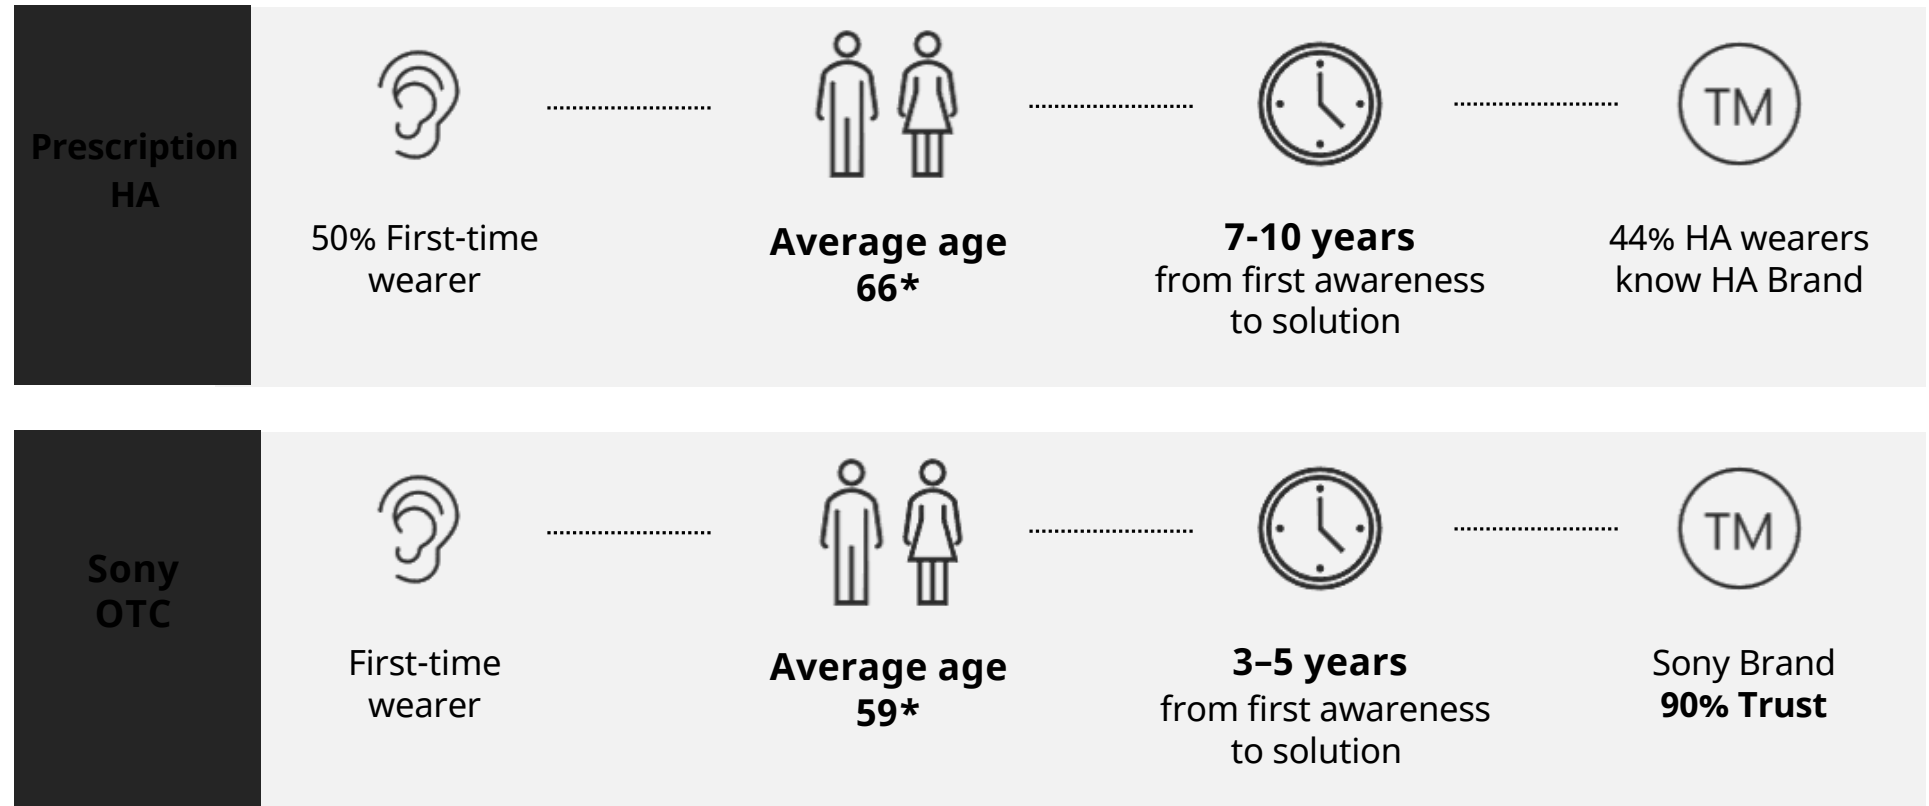 Prescription
HA
TM
50% First-time
wearer
Average age
66*
7-10 years
from first awareness
to solution
44% HA wearers
know HA Brand
Sony
OTC
TM
First-time
wearer
Average age
59*
3–5 years
from first awareness
to solution
Sony Brand
90% Trust